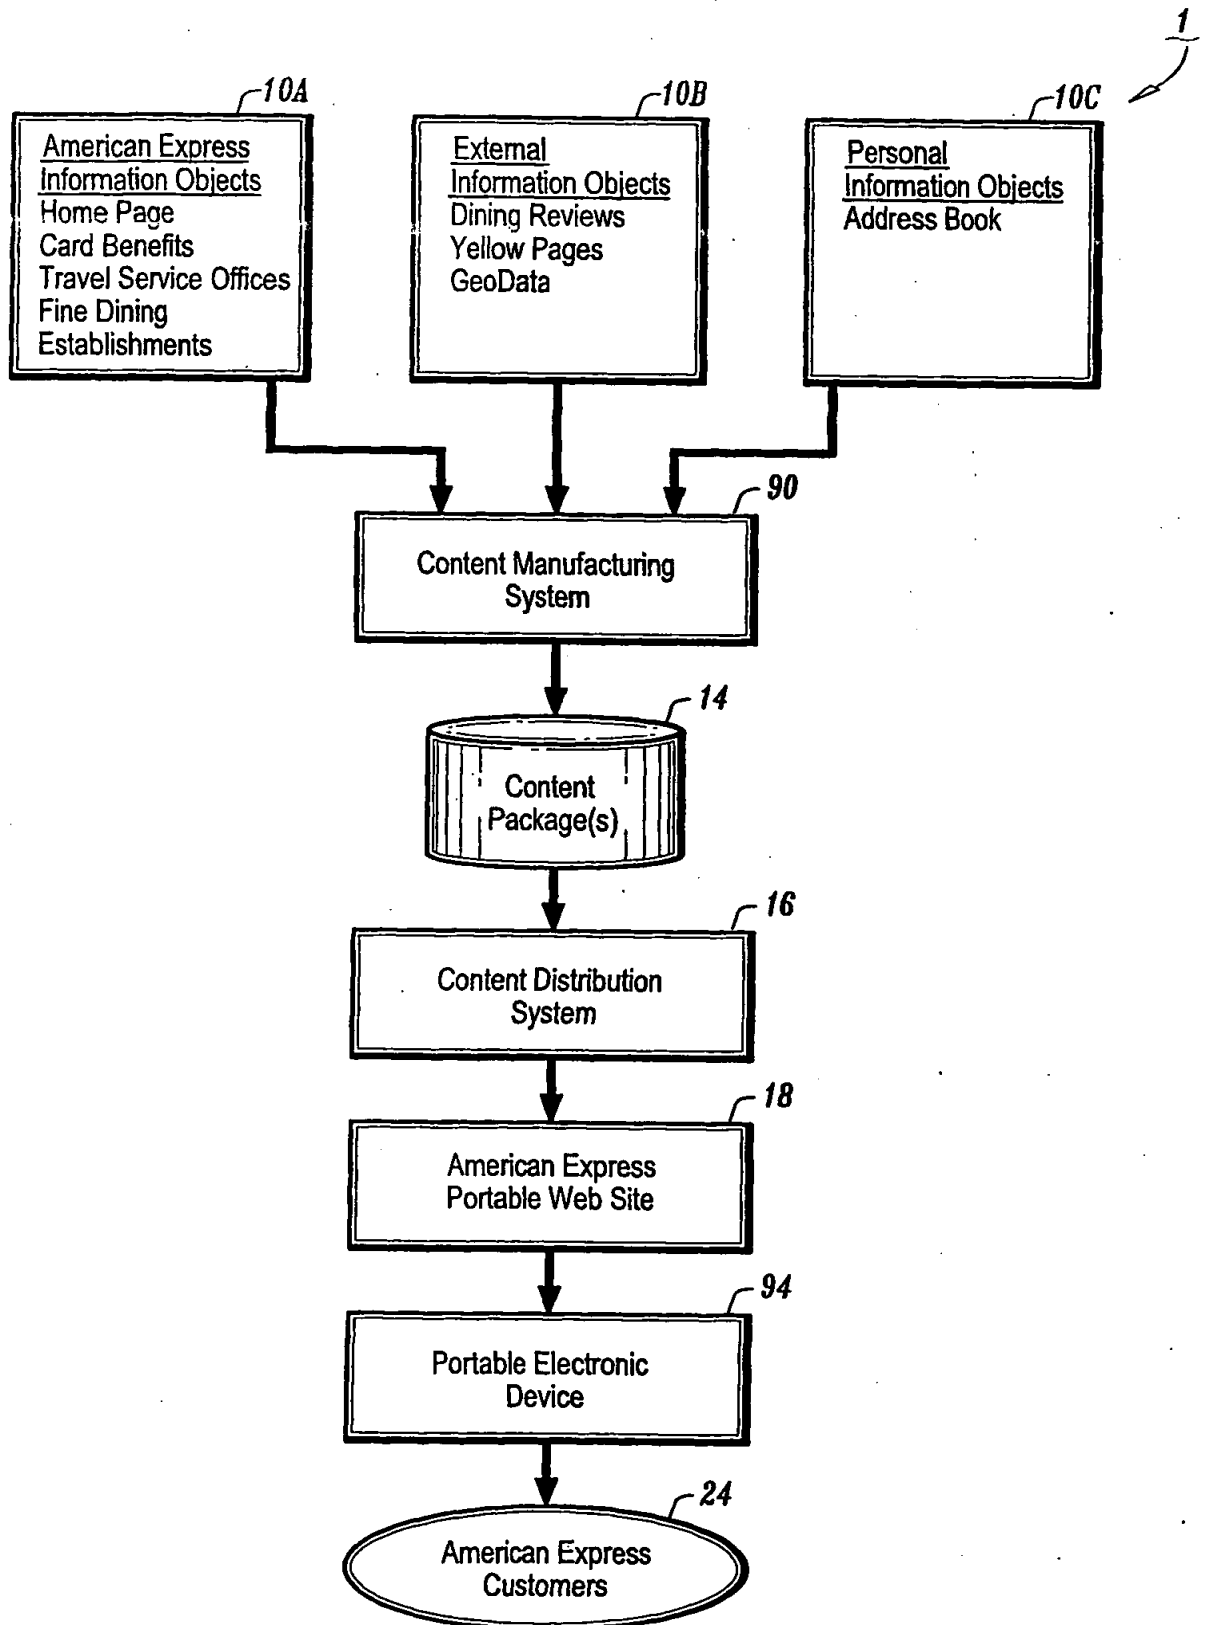 1
10A
American Express
Information Objects
Home Page
Card Benefits
Travel Service Offices
Fine Dining
Establishments
10B
External
Information Objects
Dining Reviews
Yellow Pages
GeoData
10C
Personal
Information Objects
Address Book
90
Content Manufacturing
System
14
Content
Package(s)
16
Content Distribution
System
18
American Express
Portable Web Site
94
Portable Electronic
Device
24
American Express
Customers